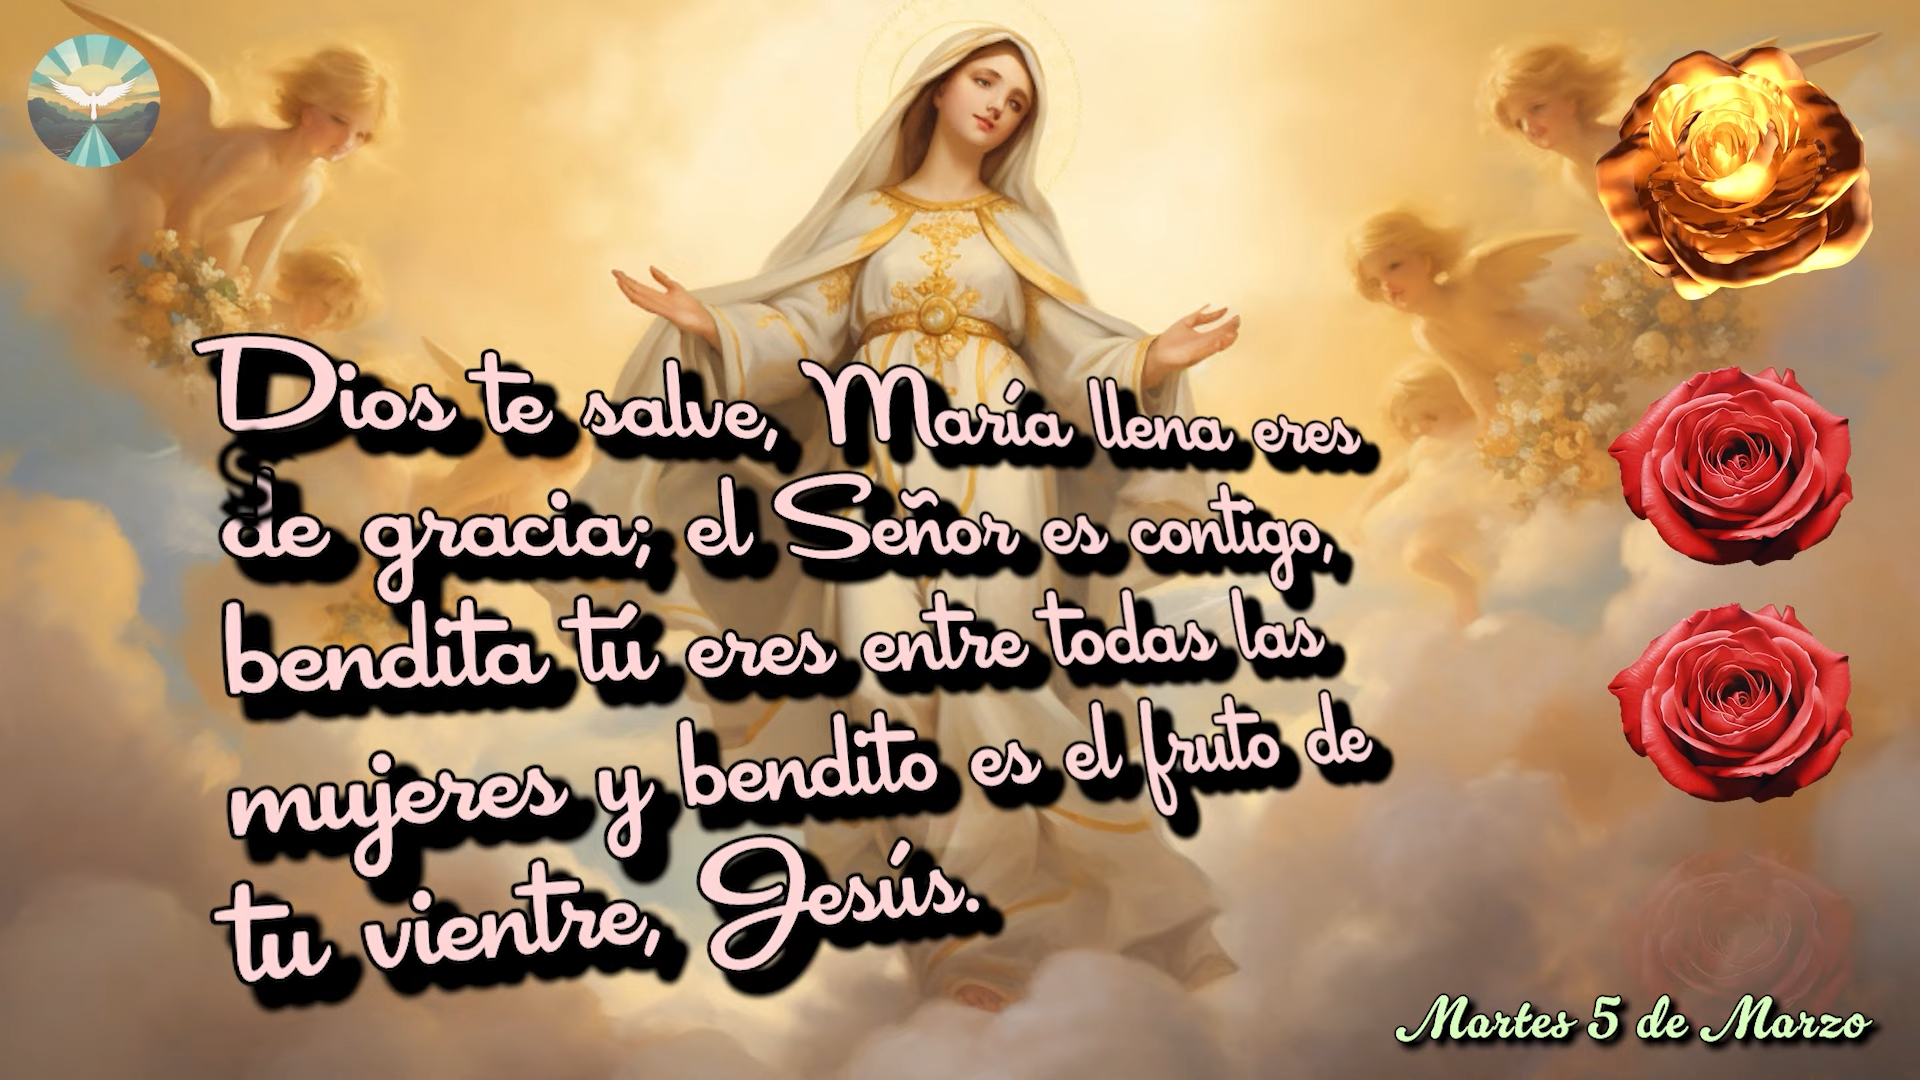 Dios te salve, María llena eres
de gracia; el Señor es contigo,
bendita tú eres entre todas las
mujeres y bendito es el fruto de
tu vientre, Jesús.
Martes 5 de Marzo